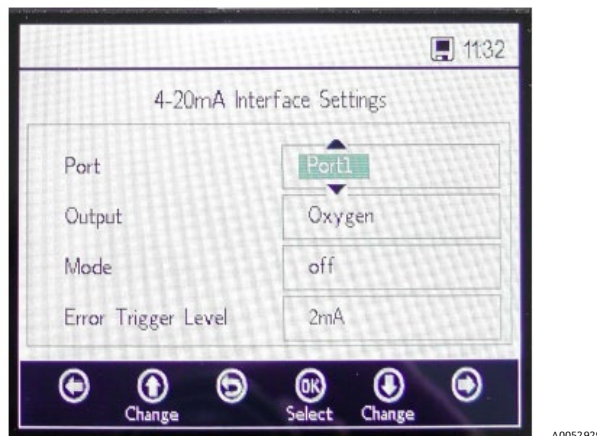 11:32
4-20mA Interface Settings
Port Port1
Output Oxygen
Mode off
Error Trigger Level 2mA
OK
Change Select Change